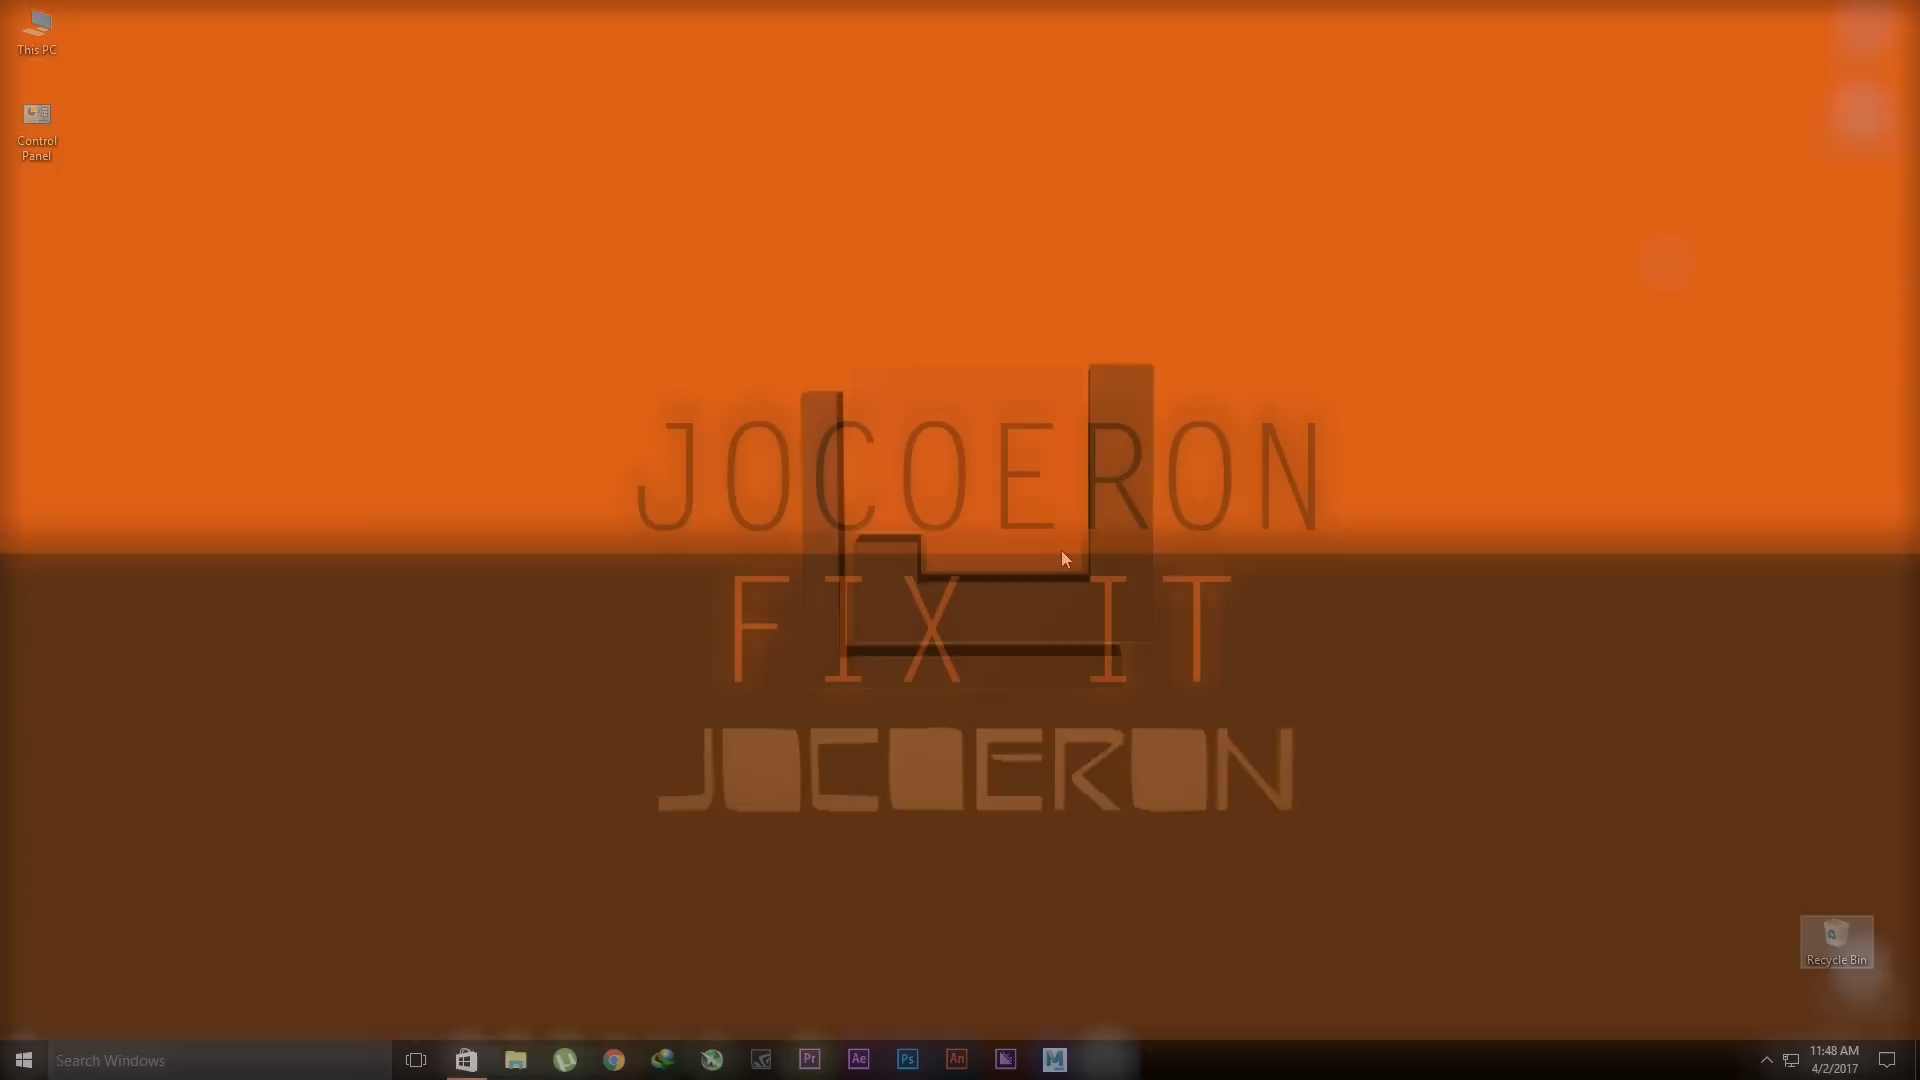 This PC
Control
Panel
JOCOERON
FIX IT
JOCOERON
Recycle Bin
Search Windows
Pr
Ae
Ps
An
M
11:48 AM
4/2/2017